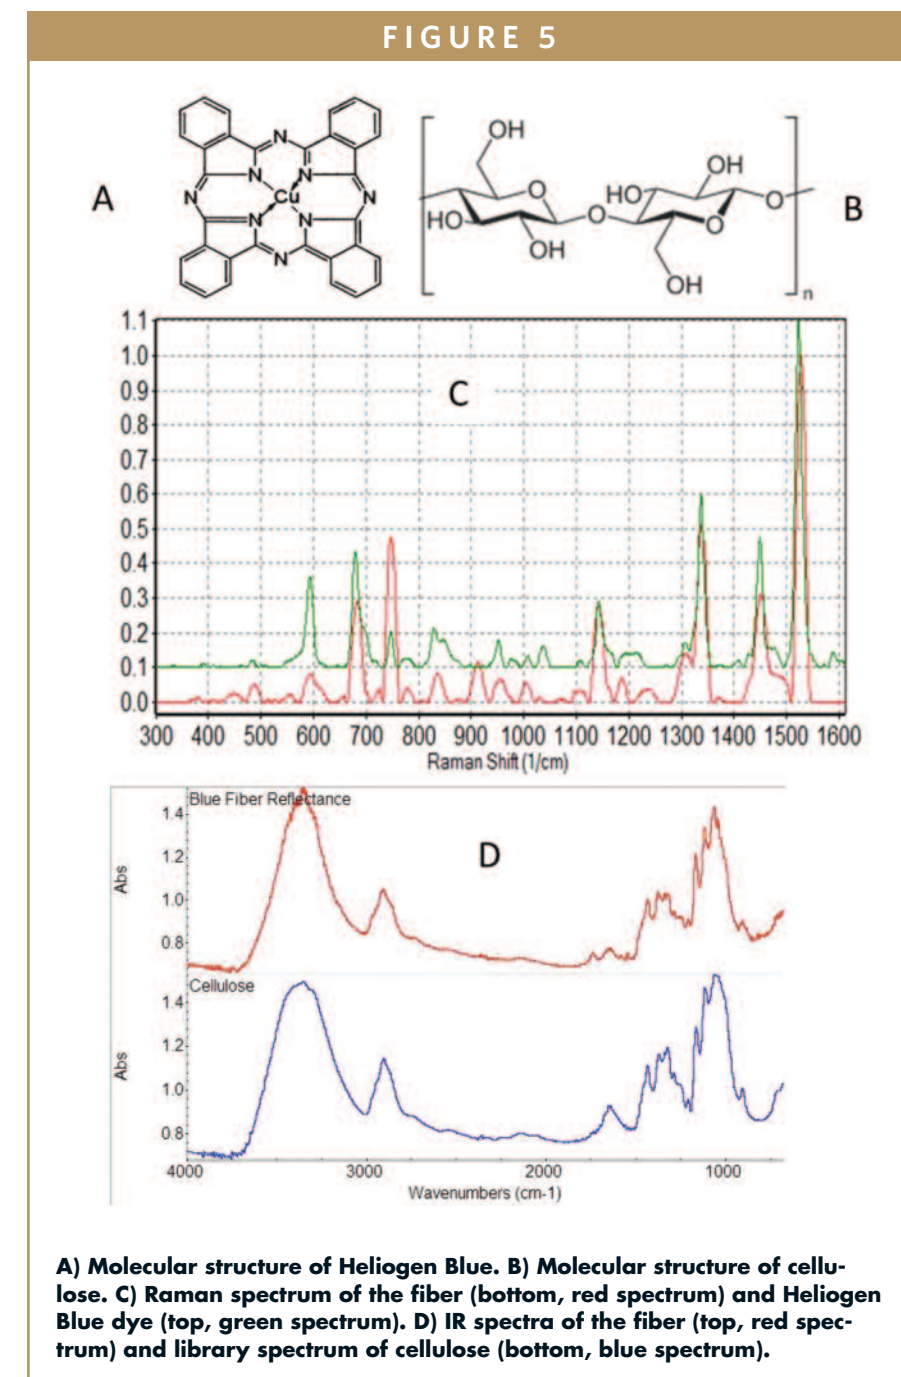 FIGURE 5
A
N
N
N
N
Cu
N
N
N
N
OH
O
HO
OH
O
HO
OH
O
O
OH
n
B
C
1.1
1.0
0.9
0.8
0.7
0.6
0.5
0.4
0.3
0.2
0.1
0.0
300 400 500 600 700 800 900 1000 1100 1200 1300 1400 1500 1600
Raman Shift (1/cm)
Blue Fiber Reflectance
D
Abs
1.4
1.2
1.0
0.8
Cellulose
Abs
1.4
1.2
1.0
0.8
4000 3000 2000 1000
Wavenumbers (cm-1)
A) Molecular structure of Heliogen Blue. B) Molecular structure of cellu-
lose. C) Raman spectrum of the fiber (bottom, red spectrum) and Heliogen
Blue dye (top, green spectrum). D) IR spectra of the fiber (top, red spec-
trum) and library spectrum of cellulose (bottom, blue spectrum).